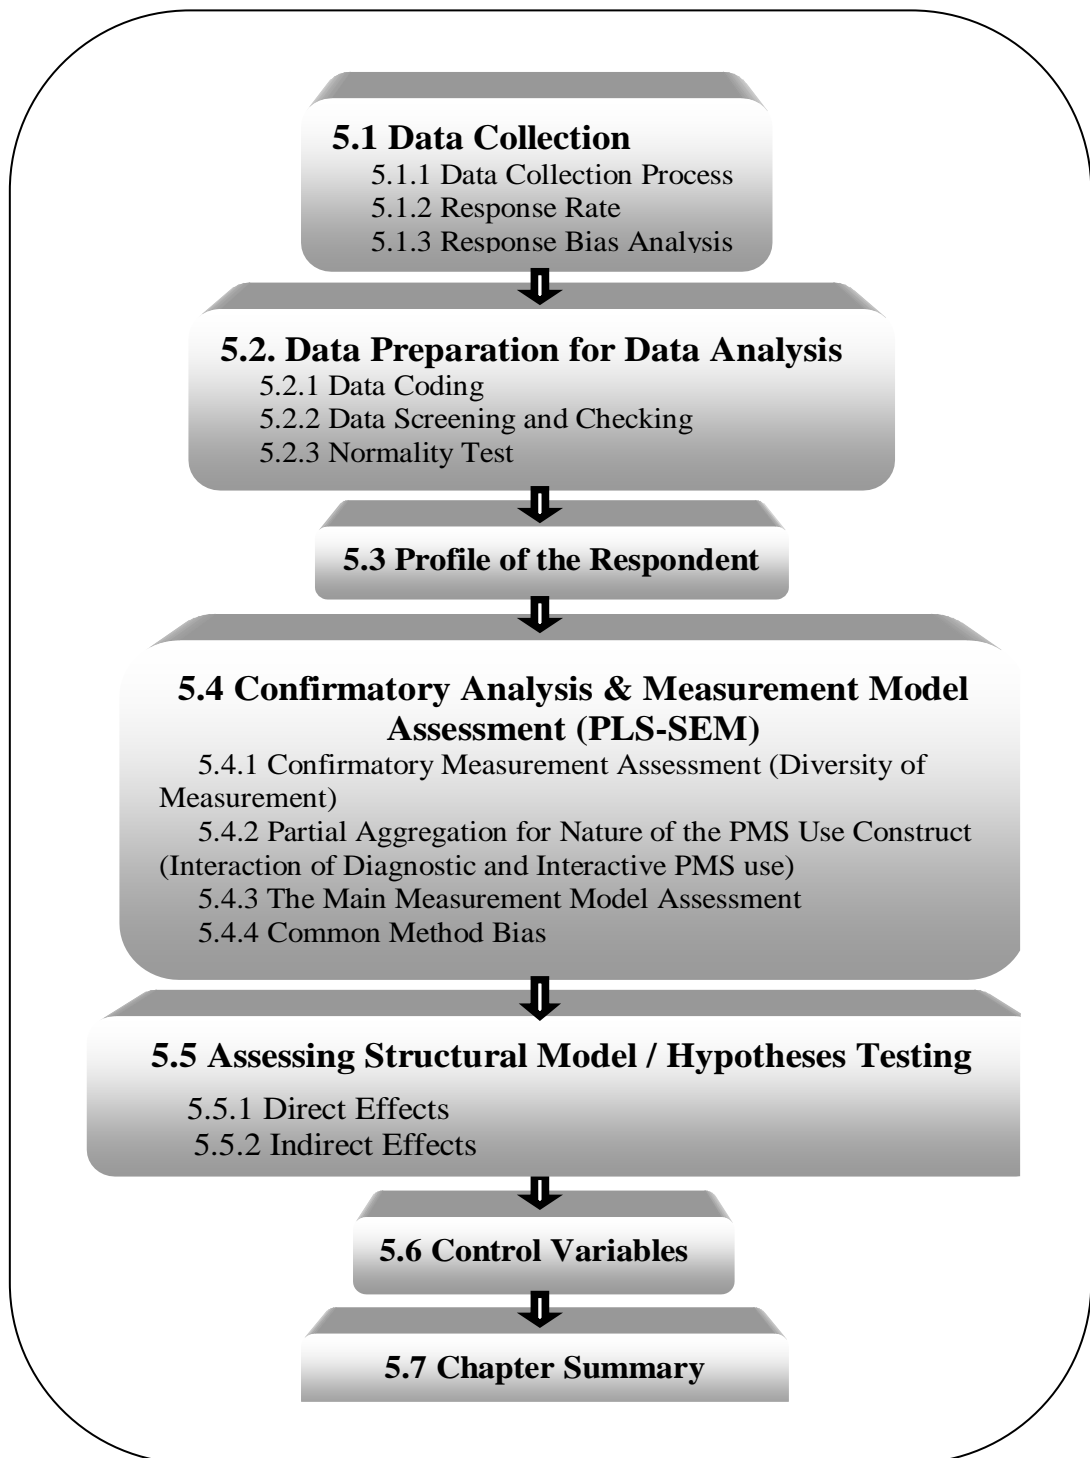 5.1 Data Collection
5.1.1 Data Collection Process
5.1.2 Response Rate
5.1.3 Response Bias Analysis
5.2. Data Preparation for Data Analysis
5.2.1 Data Coding
5.2.2 Data Screening and Checking
5.2.3 Normality Test
5.3 Profile of the Respondent
5.4 Confirmatory Analysis & Measurement Model
Assessment (PLS-SEM)
5.4.1 Confirmatory Measurement Assessment (Diversity of
Measurement)
5.4.2 Partial Aggregation for Nature of the PMS Use Construct
(Interaction of Diagnostic and Interactive PMS use)
5.4.3 The Main Measurement Model Assessment
5.4.4 Common Method Bias
5.5 Assessing Structural Model / Hypotheses Testing
5.5.1 Direct Effects
5.5.2 Indirect Effects
5.6 Control Variables
5.7 Chapter Summary